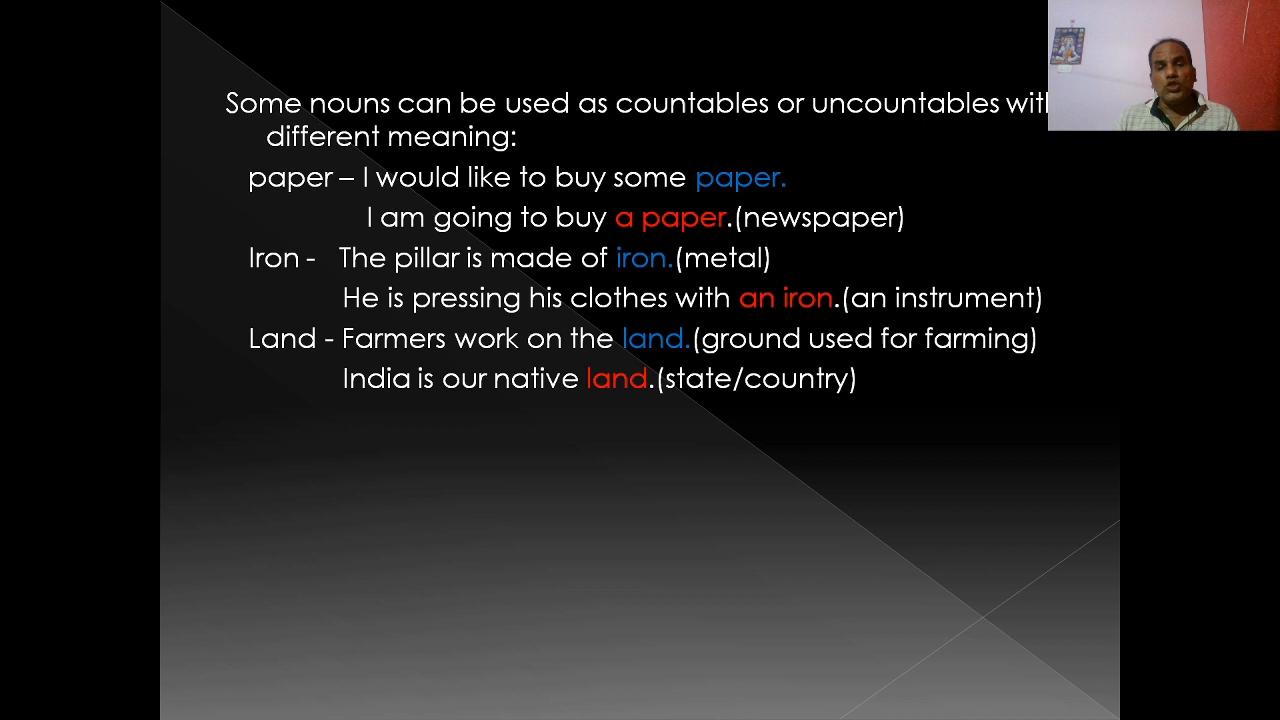 Some nouns can be used as countables or uncountables
different meaning:
paper – I would like to buy some paper.
I am going to buy a paper.(newspaper)
Iron - The pillar is made of iron.(metal)
He is pressing his clothes with an iron.(an instrument)
Land - Farmers work on the land.(ground used for farming)
India is our native land.(state/country)